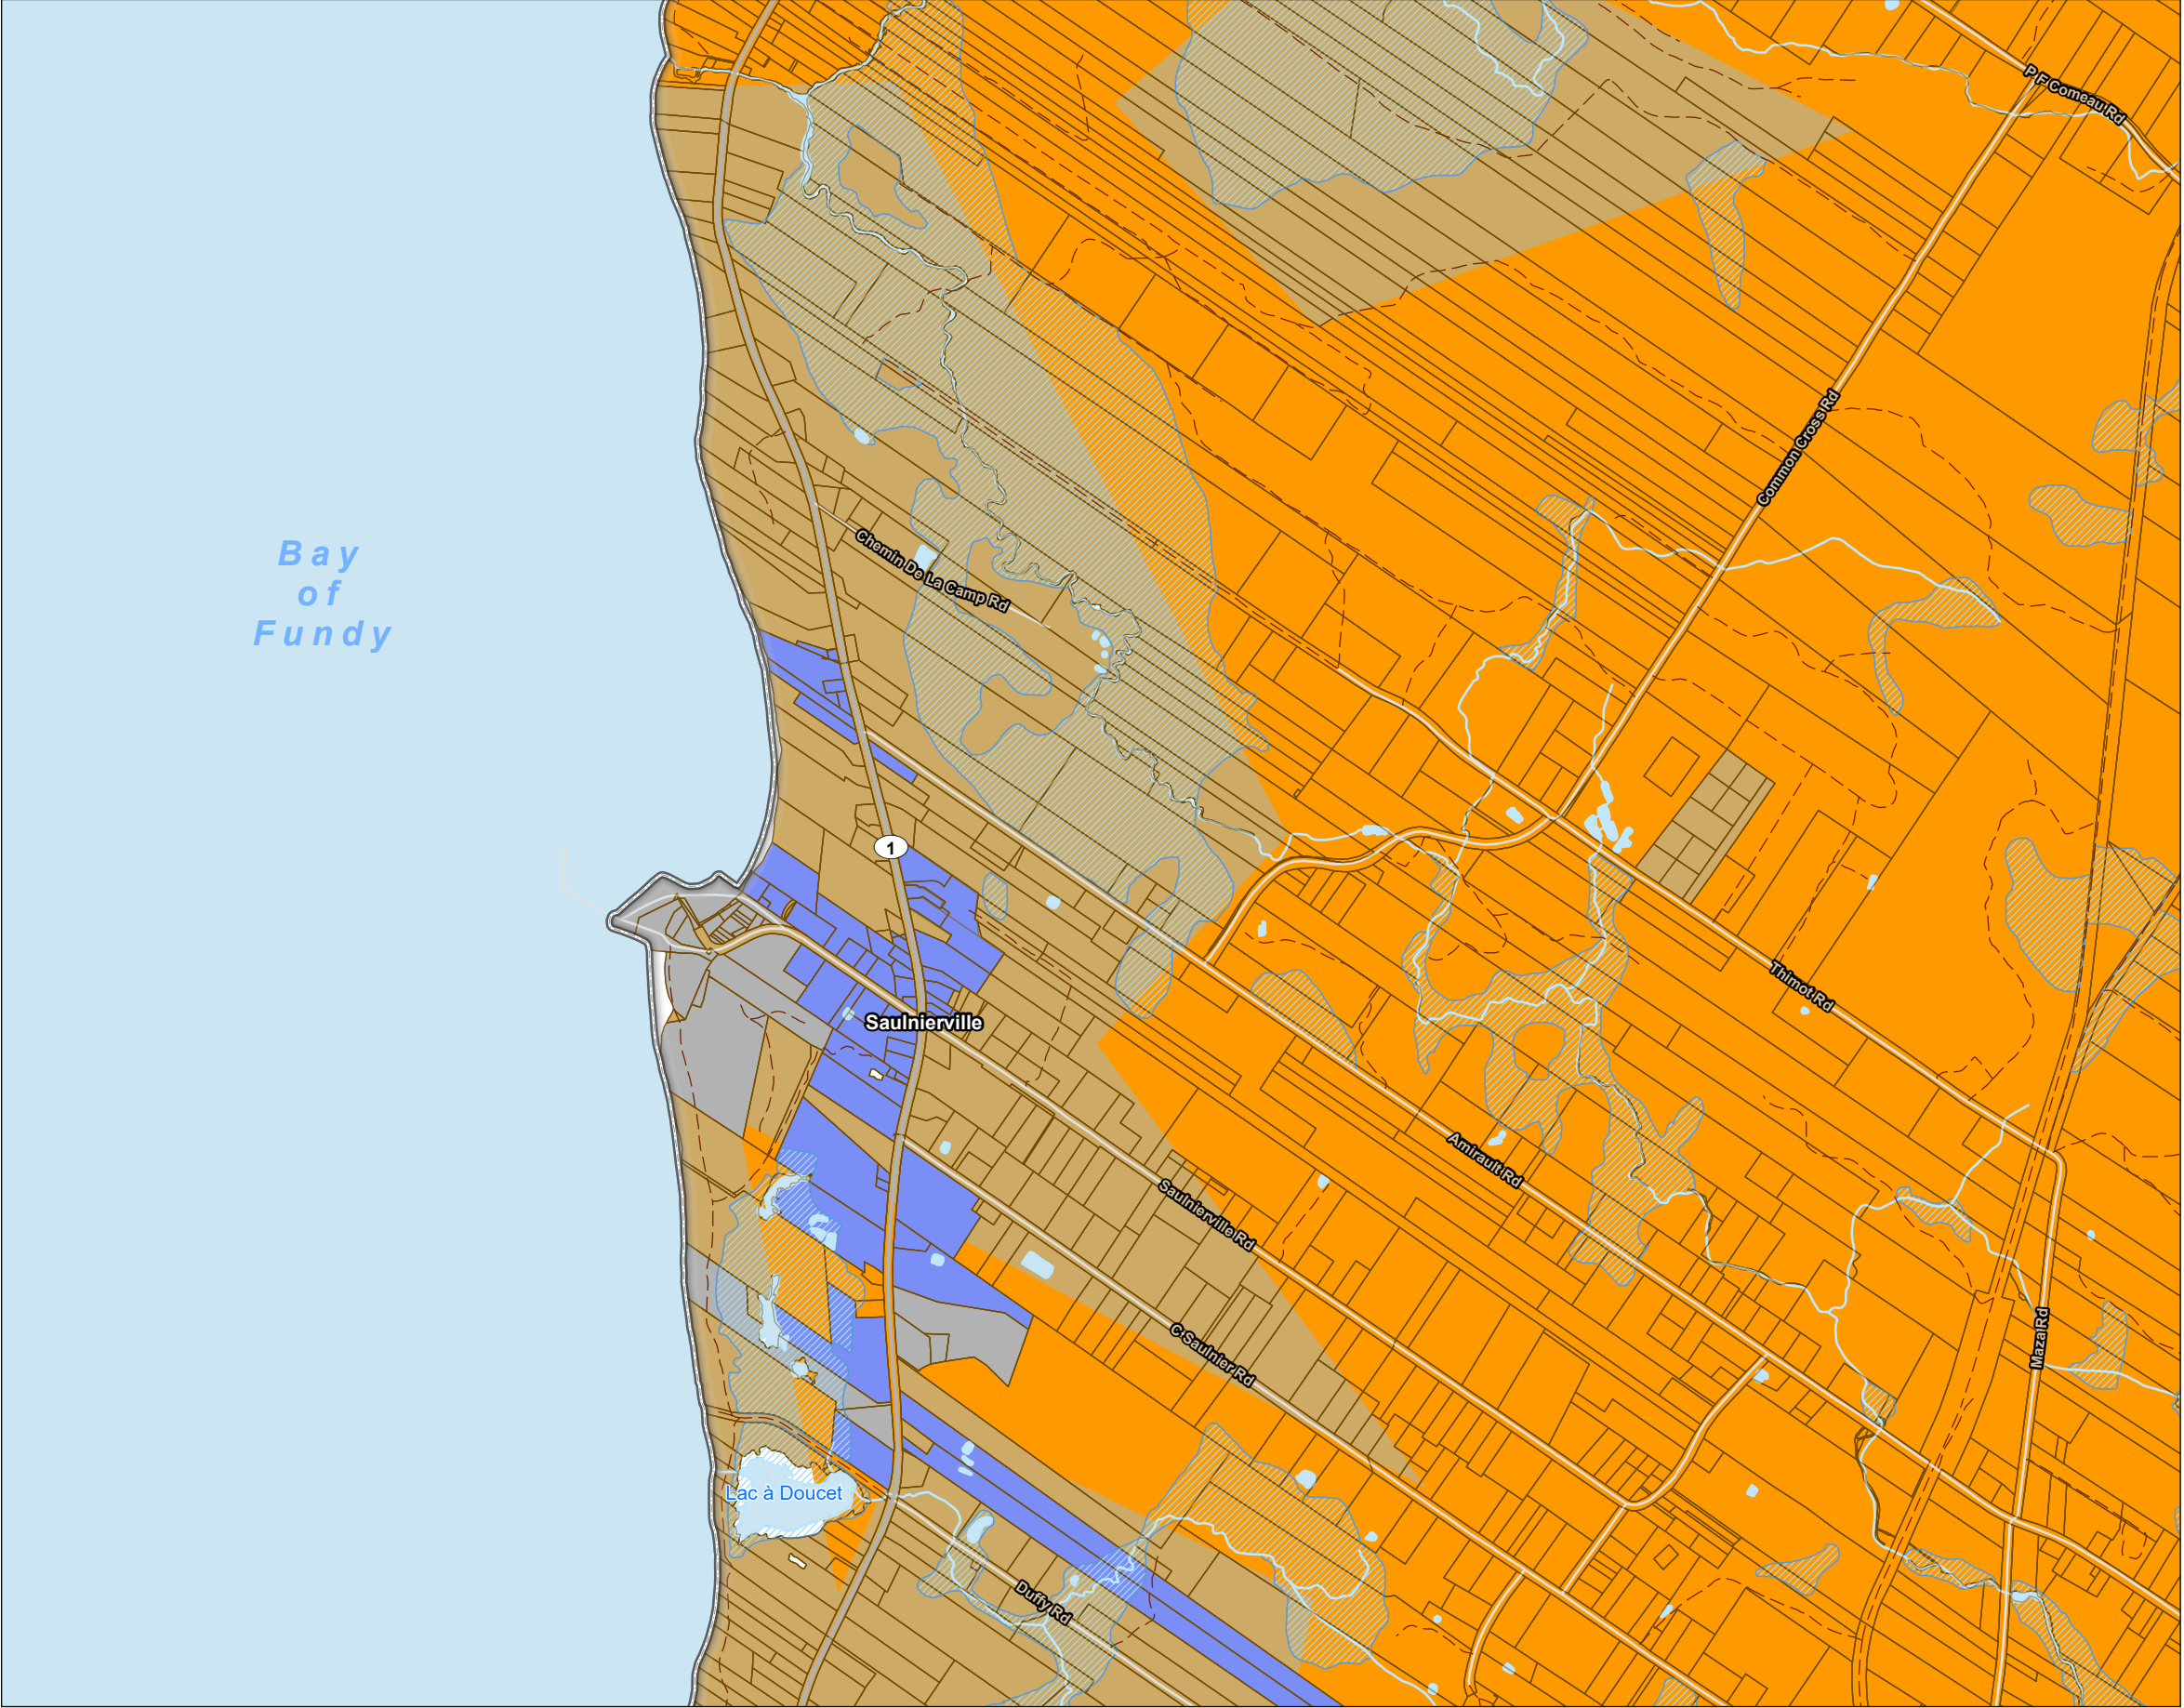 P F Comeau Rd
Common Cross Rd
Bay
of
Fundy
Chemin De La Camp Rd
1
Thimot Rd
Saulnierville
Amirault Rd
Saulnierville Rd
C Saulnier Rd
Maza Rd
Lac à Doucet
Duffy Rd